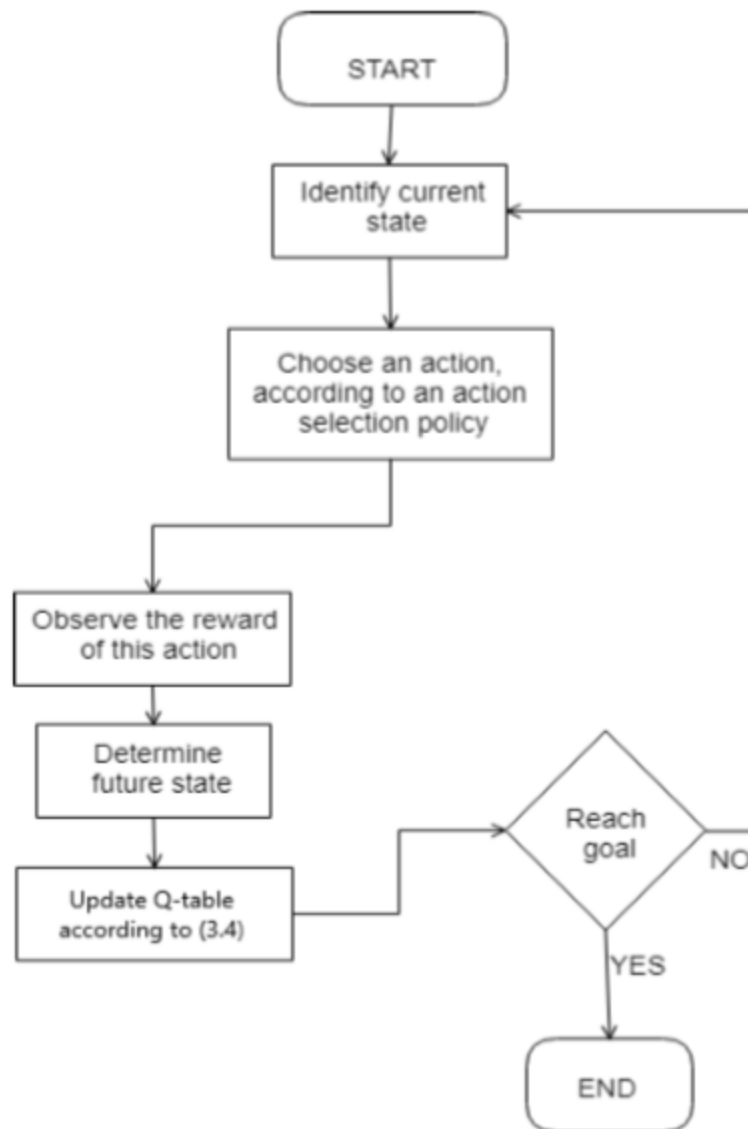 START
Identify current
state
Choose an action,
according to an action
selection policy
Observe the reward
of this action
Determine
future state
Update Q-table
according to (3.4)
Reach
goal
NO
YES
END